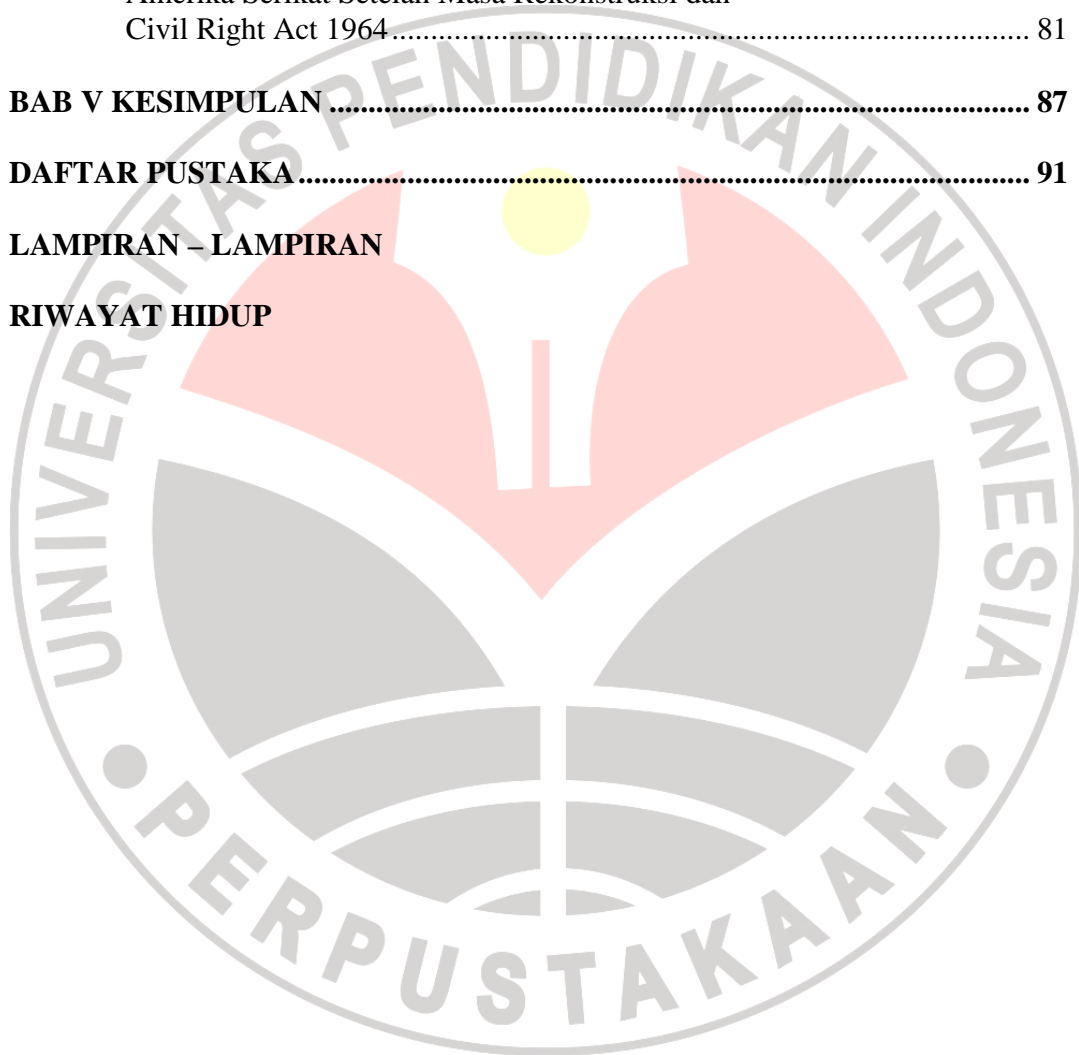 Amerika Serikat Setelah Masa Rekonstruksi dan
Civil Right Act 1964 .................................................................................. 81
BAB V KESIMPULAN ........................................................................................... 87
DAFTAR PUSTAKA ............................................................................................... 91
LAMPIRAN – LAMPIRAN
RIWAYAT HIDUP
UNIVERSITAS PENDIDIKAN INDONESIA
PERPUSTAKAAN